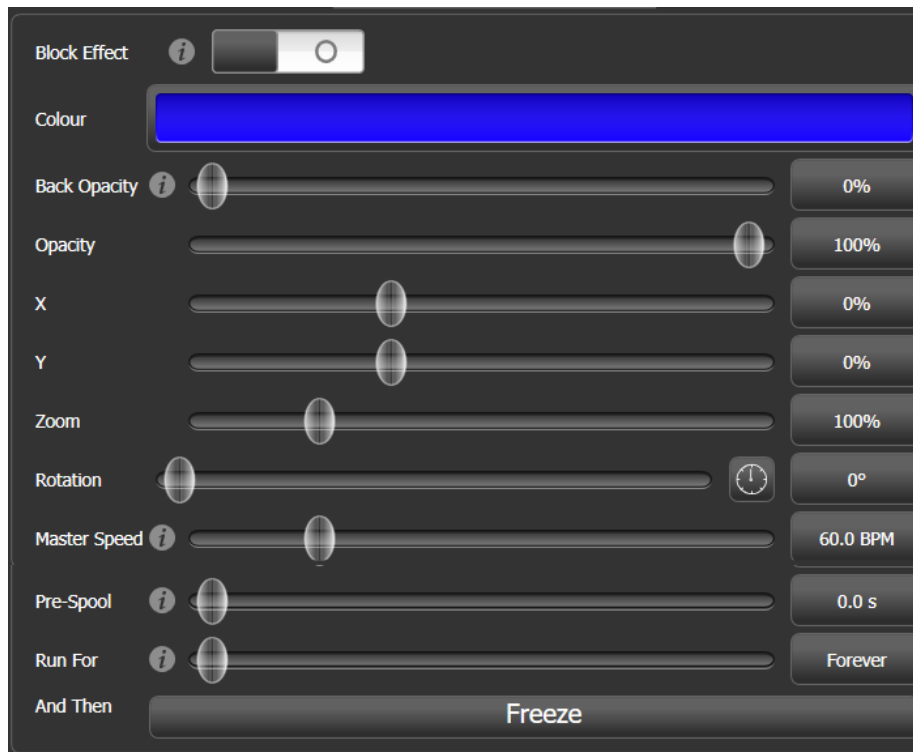 Block Effect
Colour
Back Opacity 0%
Opacity 100%
X 0%
Y 0%
Zoom 100%
Rotation 0°
Master Speed 60.0 BPM
Pre-Spool 0.0 s
Run For Forever
And Then Freeze